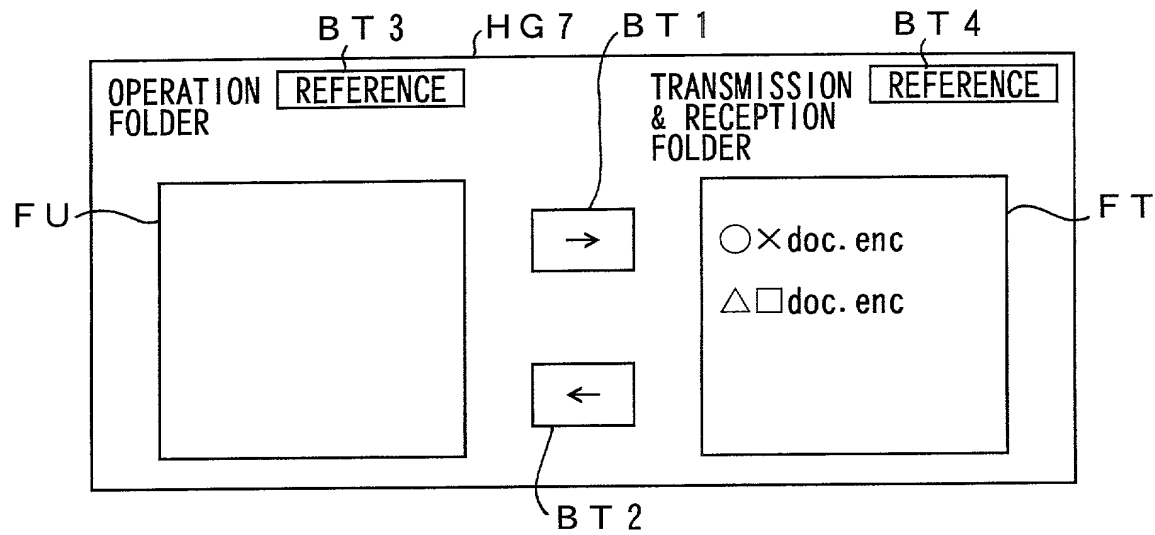 BT3 HG7 BT1 BT4
OPERATION FOLDER REFERENCE
TRANSMISSION & RECEPTION FOLDER REFERENCE
FU FT
→
○×doc.enc
△□doc.enc
←
BT2